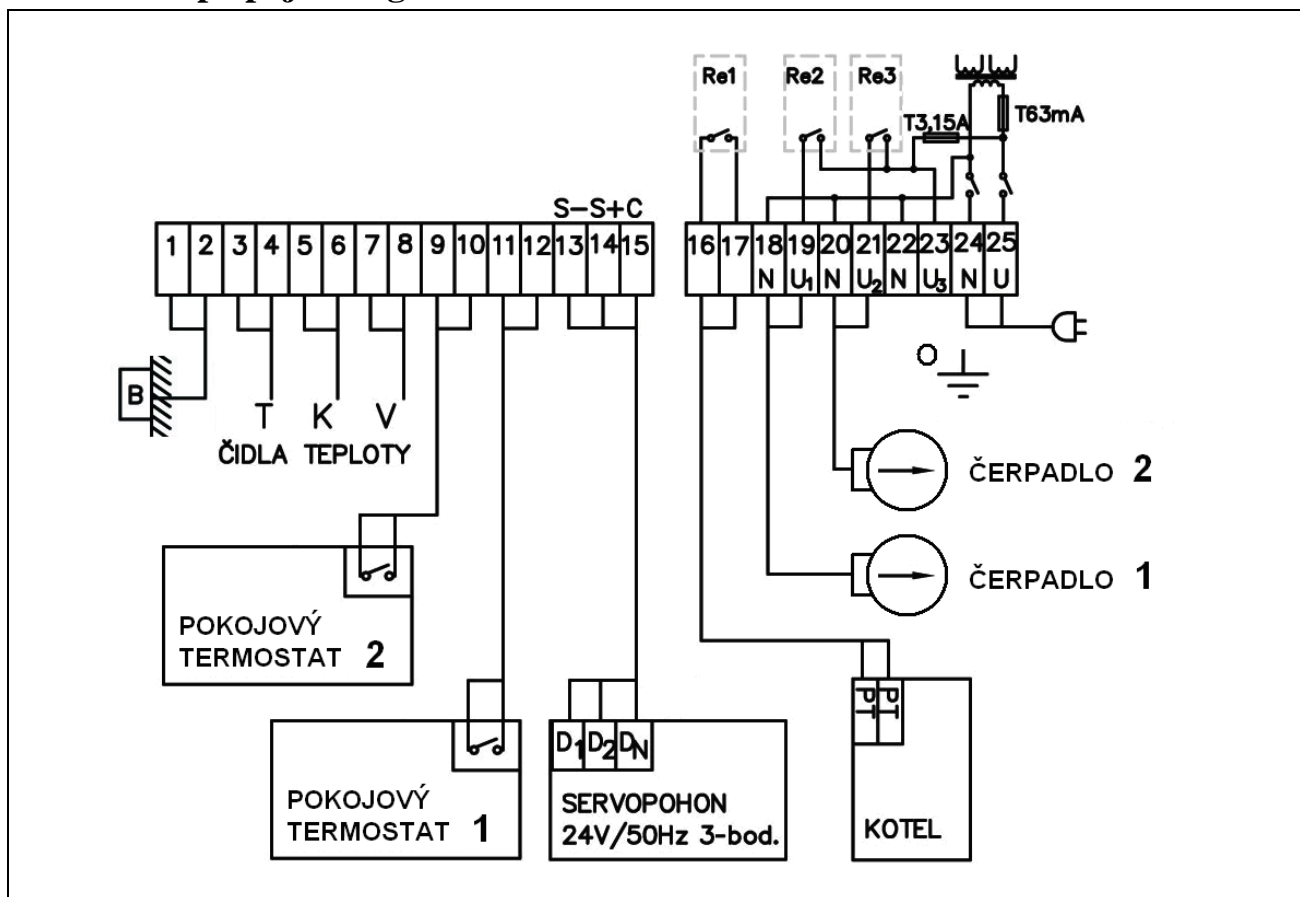 Re1 Re2 Re3
T3,15A T63mA
S-S+C
1 2 3 4 5 6 7 8 9 10 11 12 13 14 15
16 17 18 19 20 21 22 23 24 25
N U1 N U2 N U3 N U
O
B
T K V
ČIDLA TEPLOTY
ČERPADLO 2
ČERPADLO 1
POKOJOVÝ
TERMOSTAT 2
PT PT
D1 D2 DN
POKOJOVÝ
TERMOSTAT 1
SERVOPOHON
24V/50Hz 3-bod.
KOTEL